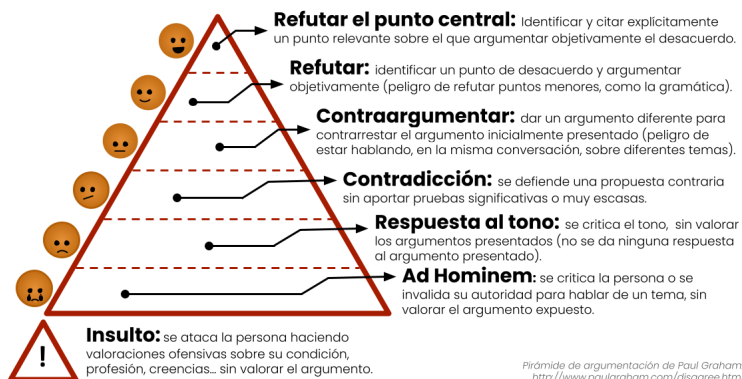 Refutar el punto central: Identificar y citar explícitamente
un punto relevante sobre el que argumentar objetivamente el desacuerdo.
Refutar: identificar un punto de desacuerdo y argumentar
objetivamente (peligro de refutar puntos menores, como la gramática).
Contraargumentar: dar un argumento diferente para
contrarrestar el argumento inicialmente presentado (peligro de
estar hablando, en la misma conversación, sobre diferentes temas).
Contradicción: se defiende una propuesta contraria
sin aportar pruebas significativas o muy escasas.
Respuesta al tono: se critica el tono, sin valorar
los argumentos presentados (no se da ninguna respuesta
al argumento presentado).
Ad Hominem: se critica la persona o se
invalida su autoridad para hablar de un tema, sin
valorar el argumento expuesto.
!
Insulto: se ataca la persona haciendo
valoraciones ofensivas sobre su condición,
profesión, creencias... sin valorar el argumento.
Pirámide de argumentación de Paul Graham
http://www.paulgraham.com/disagree.htm